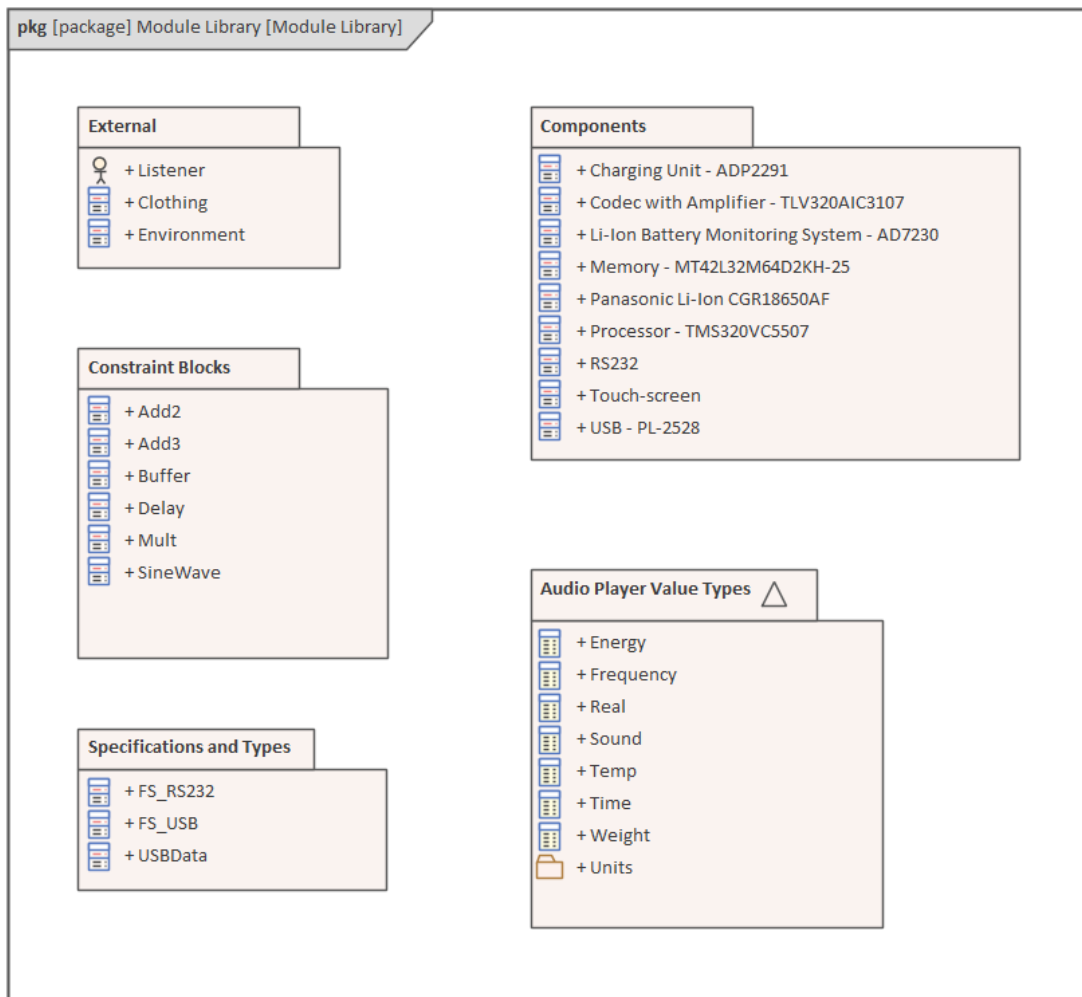 pkg [package] Module Library [Module Library]
External
+ Listener
+ Clothing
+ Environment
Components
+ Charging Unit - ADP2291
+ Codec with Amplifier - TLV320AIC3107
+ Li-Ion Battery Monitoring System - AD7230
+ Memory - MT42L32M64D2KH-25
+ Panasonic Li-Ion CGR18650AF
+ Processor - TMS320VC5507
+ RS232
+ Touch-screen
+ USB - PL-2528
Constraint Blocks
+ Add2
+ Add3
+ Buffer
+ Delay
+ Mult
+ SineWave
Audio Player Value Types
+ Energy
+ Frequency
+ Real
+ Sound
+ Temp
+ Time
+ Weight
+ Units
Specifications and Types
+ FS_RS232
+ FS_USB
+ USBData